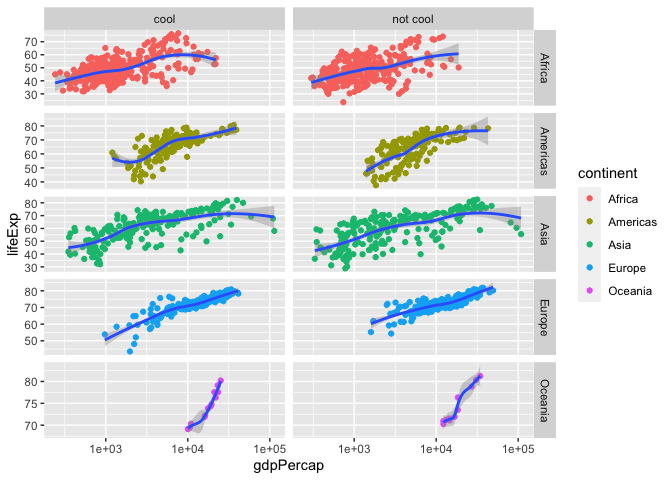 cool
not cool
70
60
50
40
30
Africa
80
70
60
50
40
Americas
80
70
60
50
40
30
Asia
80
70
60
50
Europe
80
75
70
Oceania
1e+03
1e+04
1e+05
1e+03
1e+04
1e+05
gdpPercap
lifeExp
continent
Africa
Americas
Asia
Europe
Oceania